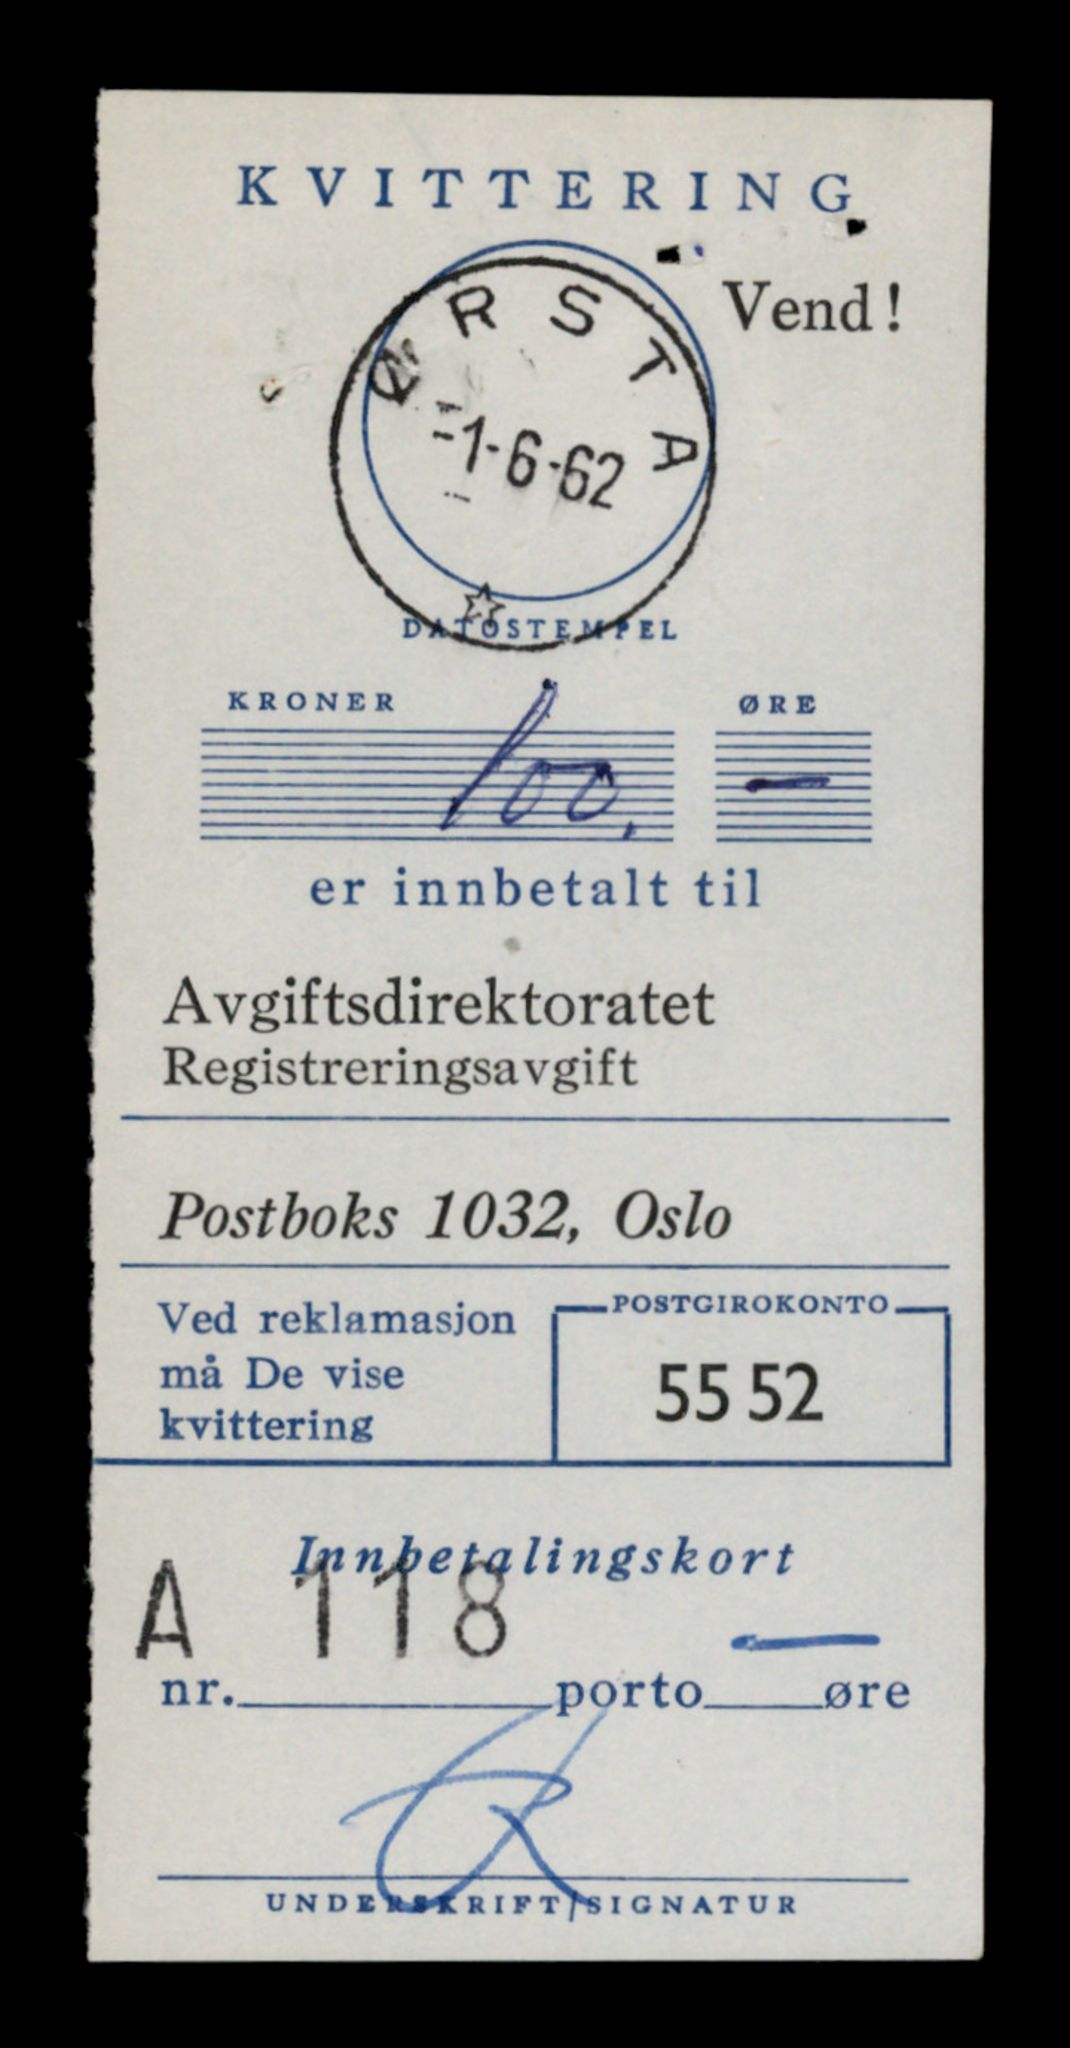 KVITTERING
Vend!
ØRSTA
-1-6-62
DATOSTEMPEL
KRONER ØRE
100. —
er innbetalt til
Avgiftsdirektoratet
Registreringsavgift
Postboks 1032, Oslo
Ved reklamasjon
må De vise
kvittering
POSTGIROKONTO
55 52
Innbetalingskort
A 118 —
nr. porto øre
UNDERSKRIFT/SIGNATUR